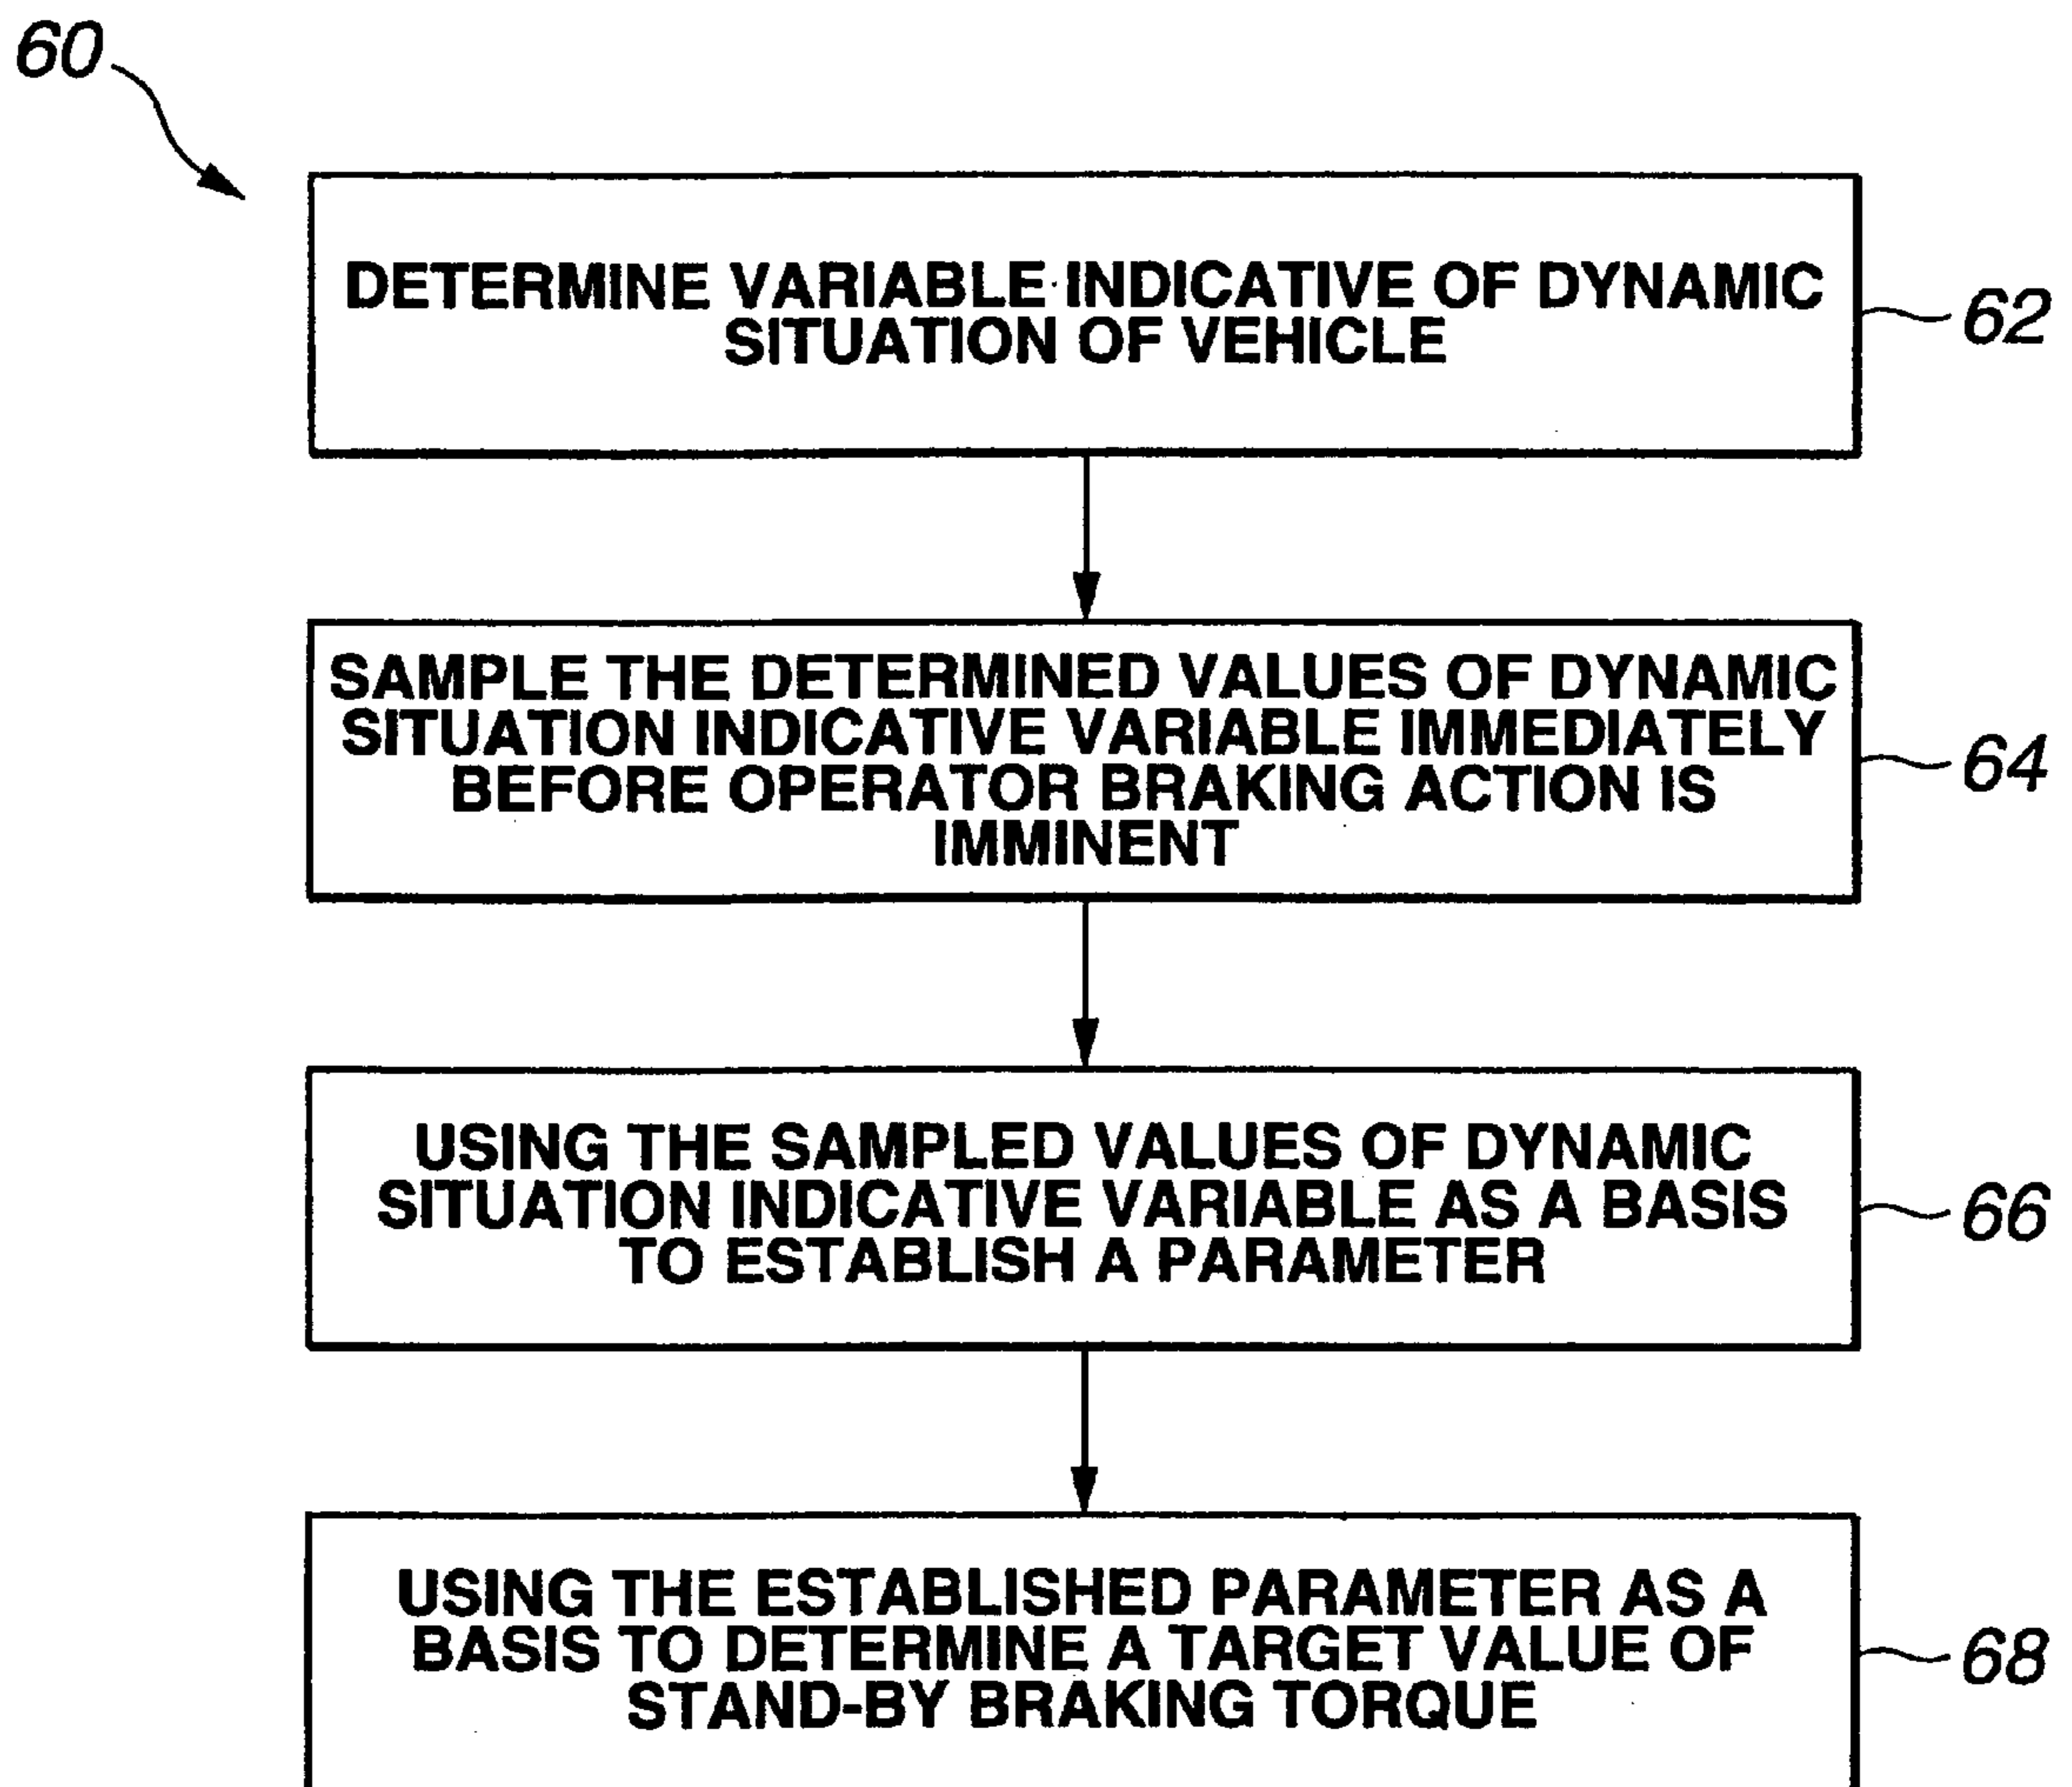 60
DETERMINE VARIABLE INDICATIVE OF DYNAMIC
SITUATION OF VEHICLE
62
SAMPLE THE DETERMINED VALUES OF DYNAMIC
SITUATION INDICATIVE VARIABLE IMMEDIATELY
BEFORE OPERATOR BRAKING ACTION IS
IMMINENT
64
USING THE SAMPLED VALUES OF DYNAMIC
SITUATION INDICATIVE VARIABLE AS A BASIS
TO ESTABLISH A PARAMETER
66
USING THE ESTABLISHED PARAMETER AS A
BASIS TO DETERMINE A TARGET VALUE OF
STAND-BY BRAKING TORQUE
68